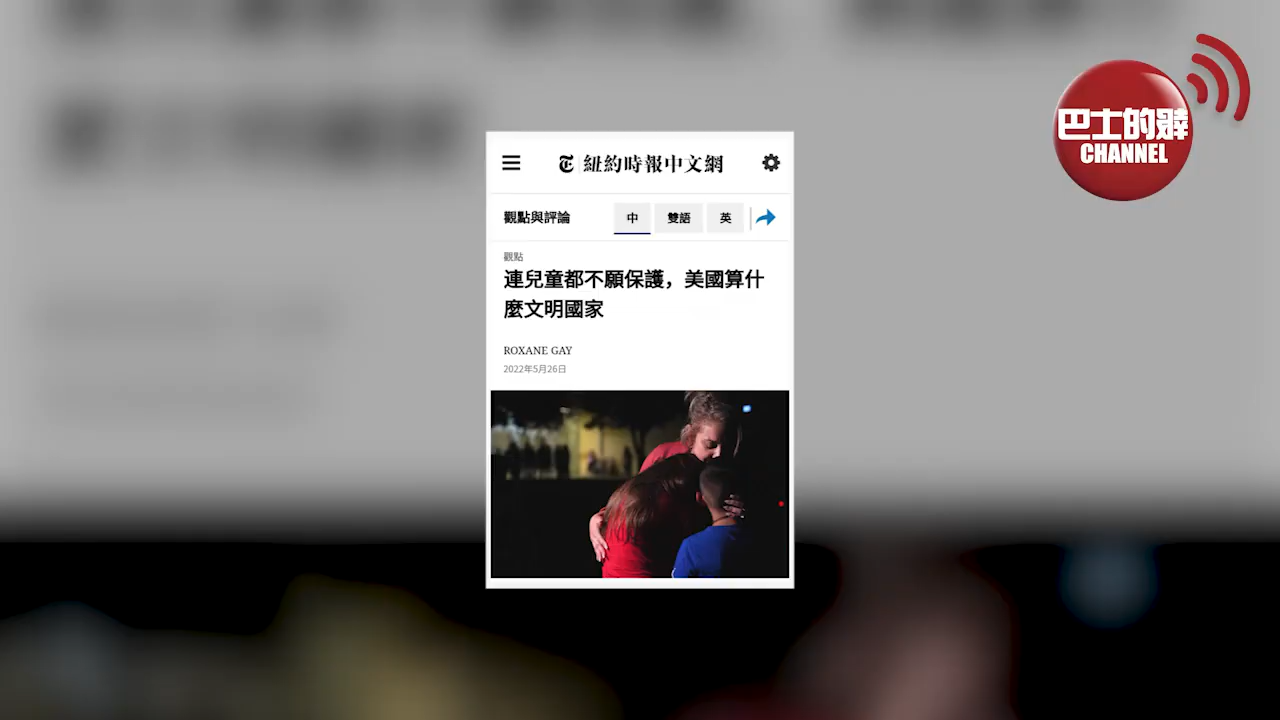 巴士的報
CHANNEL
紐約時報中文網
觀點與評論
中
雙語
英
觀點
連兒童都不願保護，美國算什
麼文明國家
ROXANE GAY
2022年5月26日